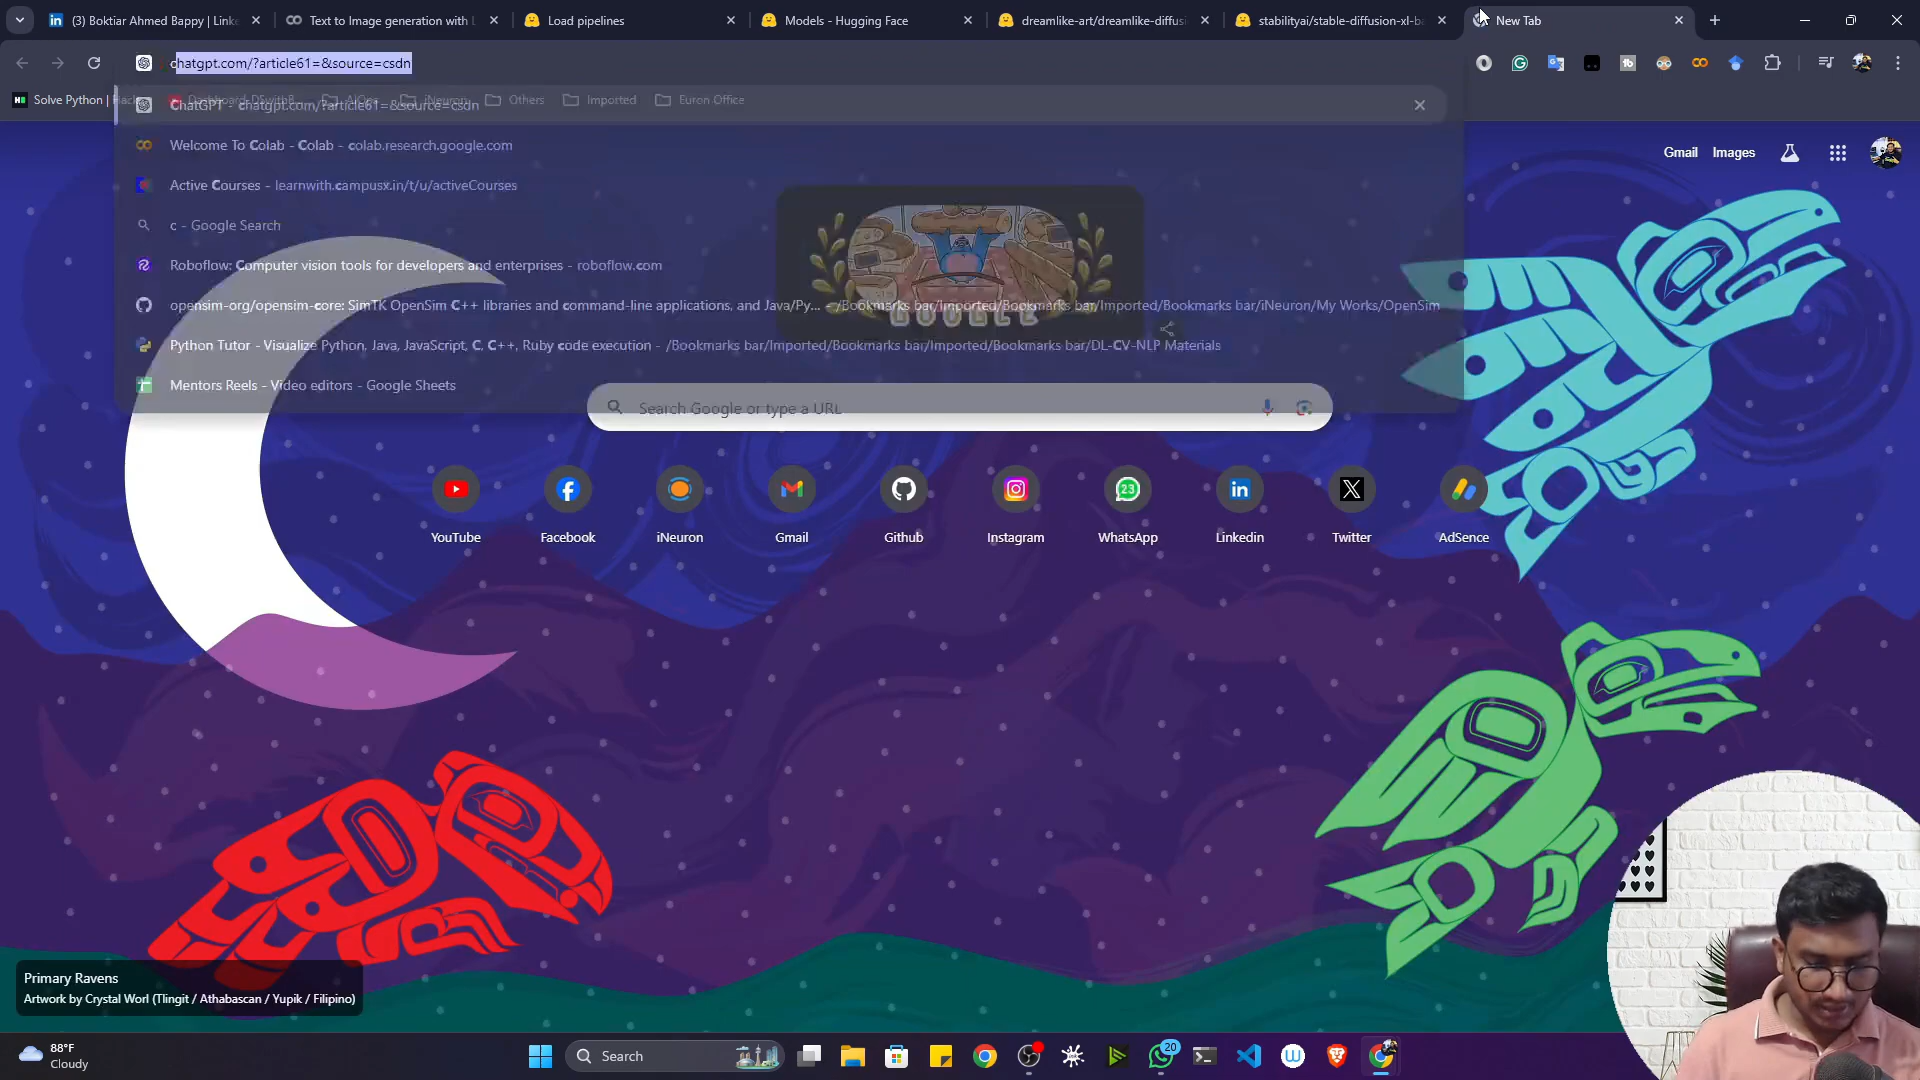 (3) Boktiar Ahmed Bappy | Linke
Text to Image generation with L
Load pipelines
Models - Hugging Face
dreamlike-art/dreamlike-diffusi
stabilityai/stable-diffusion-xl-ba
New Tab
chatgpt.com/?article61=&source=csdn
Solve Python |
Others
Imported
Euron Office
ChatGPT - chatgpt.com/?article61=&source=csdn
Welcome To Colab - Colab - colab.research.google.com
Gmail
Images
Active Courses - learnwith.campusx.in/t/u/activeCourses
c - Google Search
Roboflow: Computer vision tools for developers and enterprises - roboflow.com
opensim-org/opensim-core: SimTK OpenSim C++ libraries and command-line applications, and Java/Py... - /Bookmarks bar/Imported/Bookmarks bar/Imported/Bookmarks bar/iNeuron/My Works/OpenSim
Python Tutor - Visualize Python, Java, JavaScript, C, C++, Ruby code execution - /Bookmarks bar/Imported/Bookmarks bar/Imported/Bookmarks bar/DL-CV-NLP Materials
Mentors Reels - Video editors - Google Sheets
Search Google or type a URL
23
YouTube
Facebook
iNeuron
Gmail
Github
Instagram
WhatsApp
Linkedin
Twitter
AdSence
Primary Ravens
Artwork by Crystal Worl (Tlingit / Athabascan / Yupik / Filipino)
88°F
Cloudy
Search
20